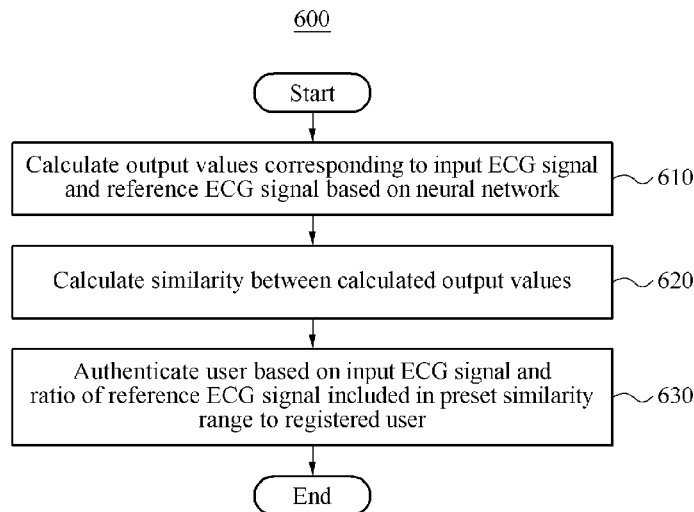 600
Start
Calculate output values corresponding to input ECG signal
and reference ECG signal based on neural network
610
Calculate similarity between calculated output values
620
Authenticate user based on input ECG signal and
ratio of reference ECG signal included in preset similarity
range to registered user
630
End